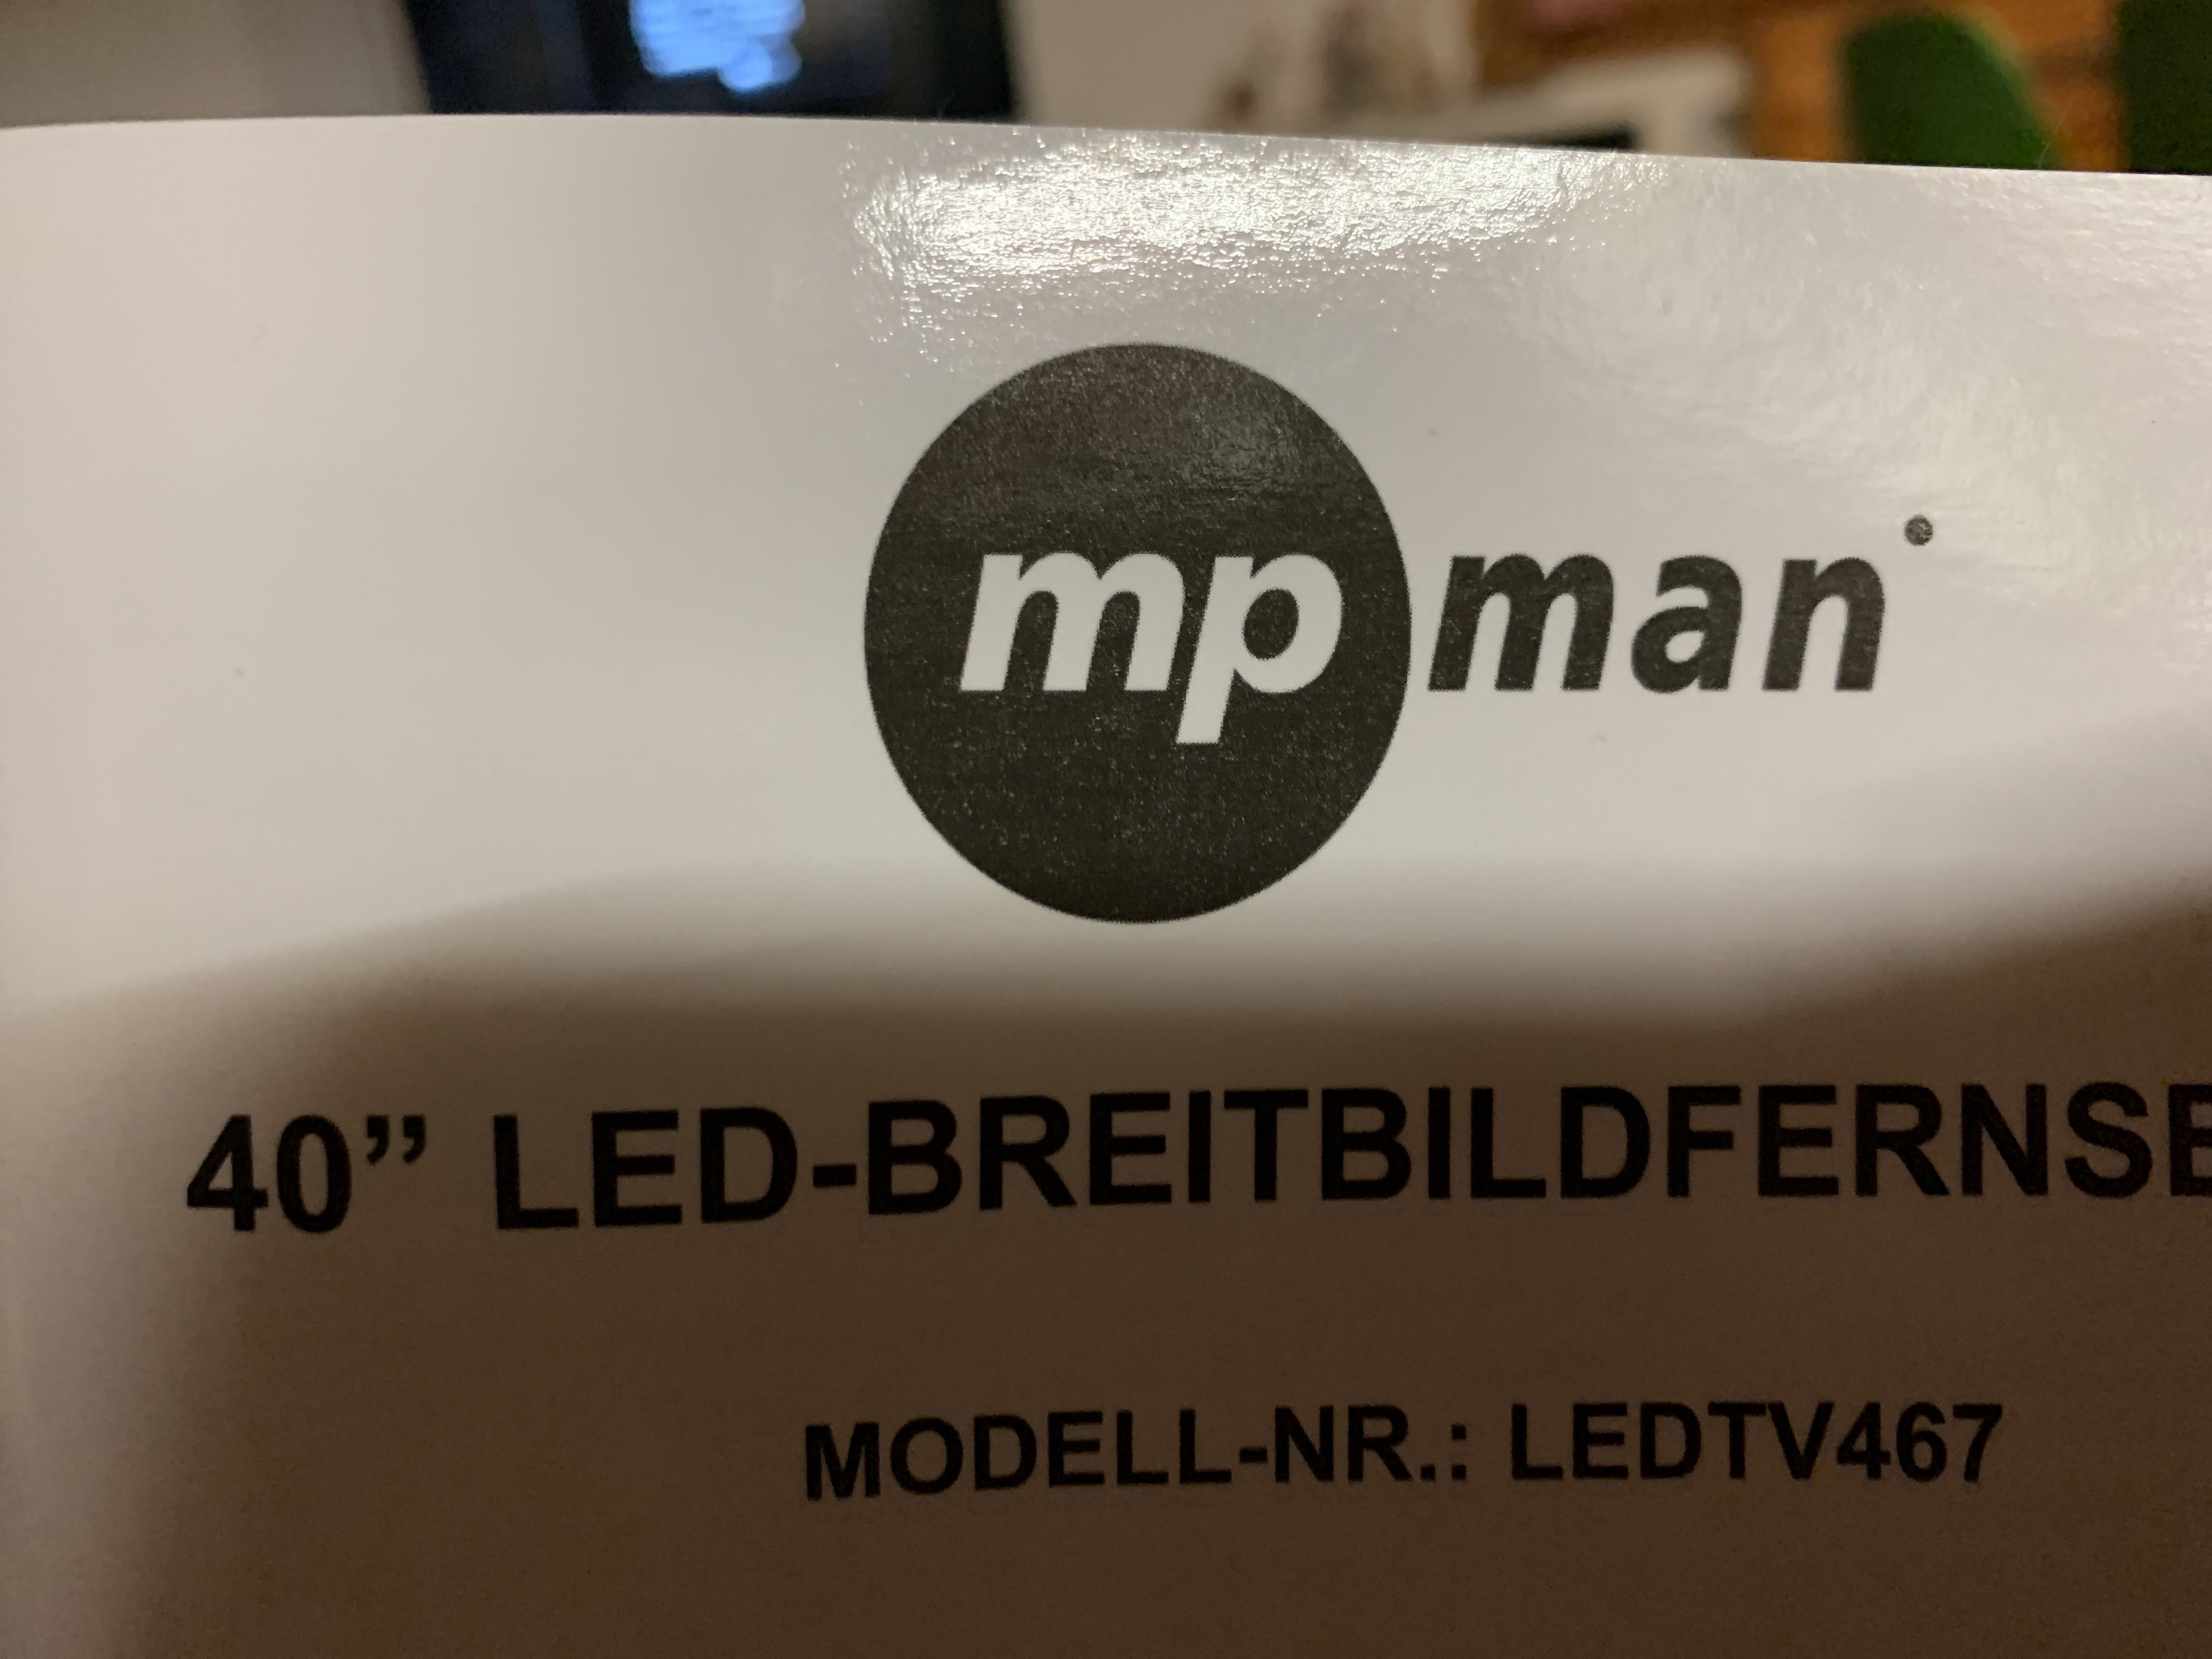 mpman
40” LED-BREITBILDFERNSE
MODELL-NR.: LEDTV467